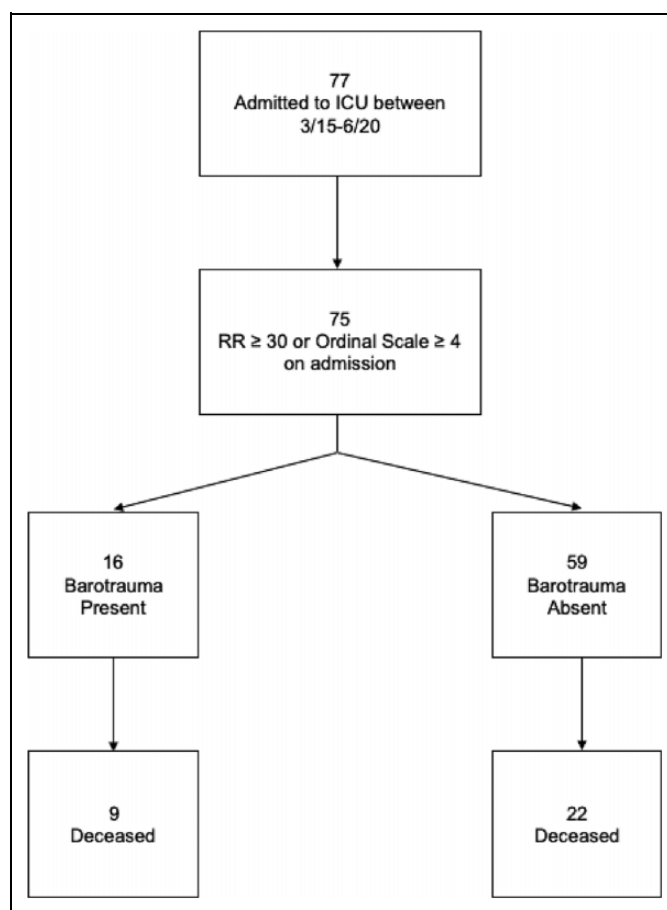 77
Admitted to ICU between
3/15-6/20
75
RR ≥ 30 or Ordinal Scale ≥ 4
on admission
16
Barotrauma
Present
59
Barotrauma
Absent
9
Deceased
22
Deceased